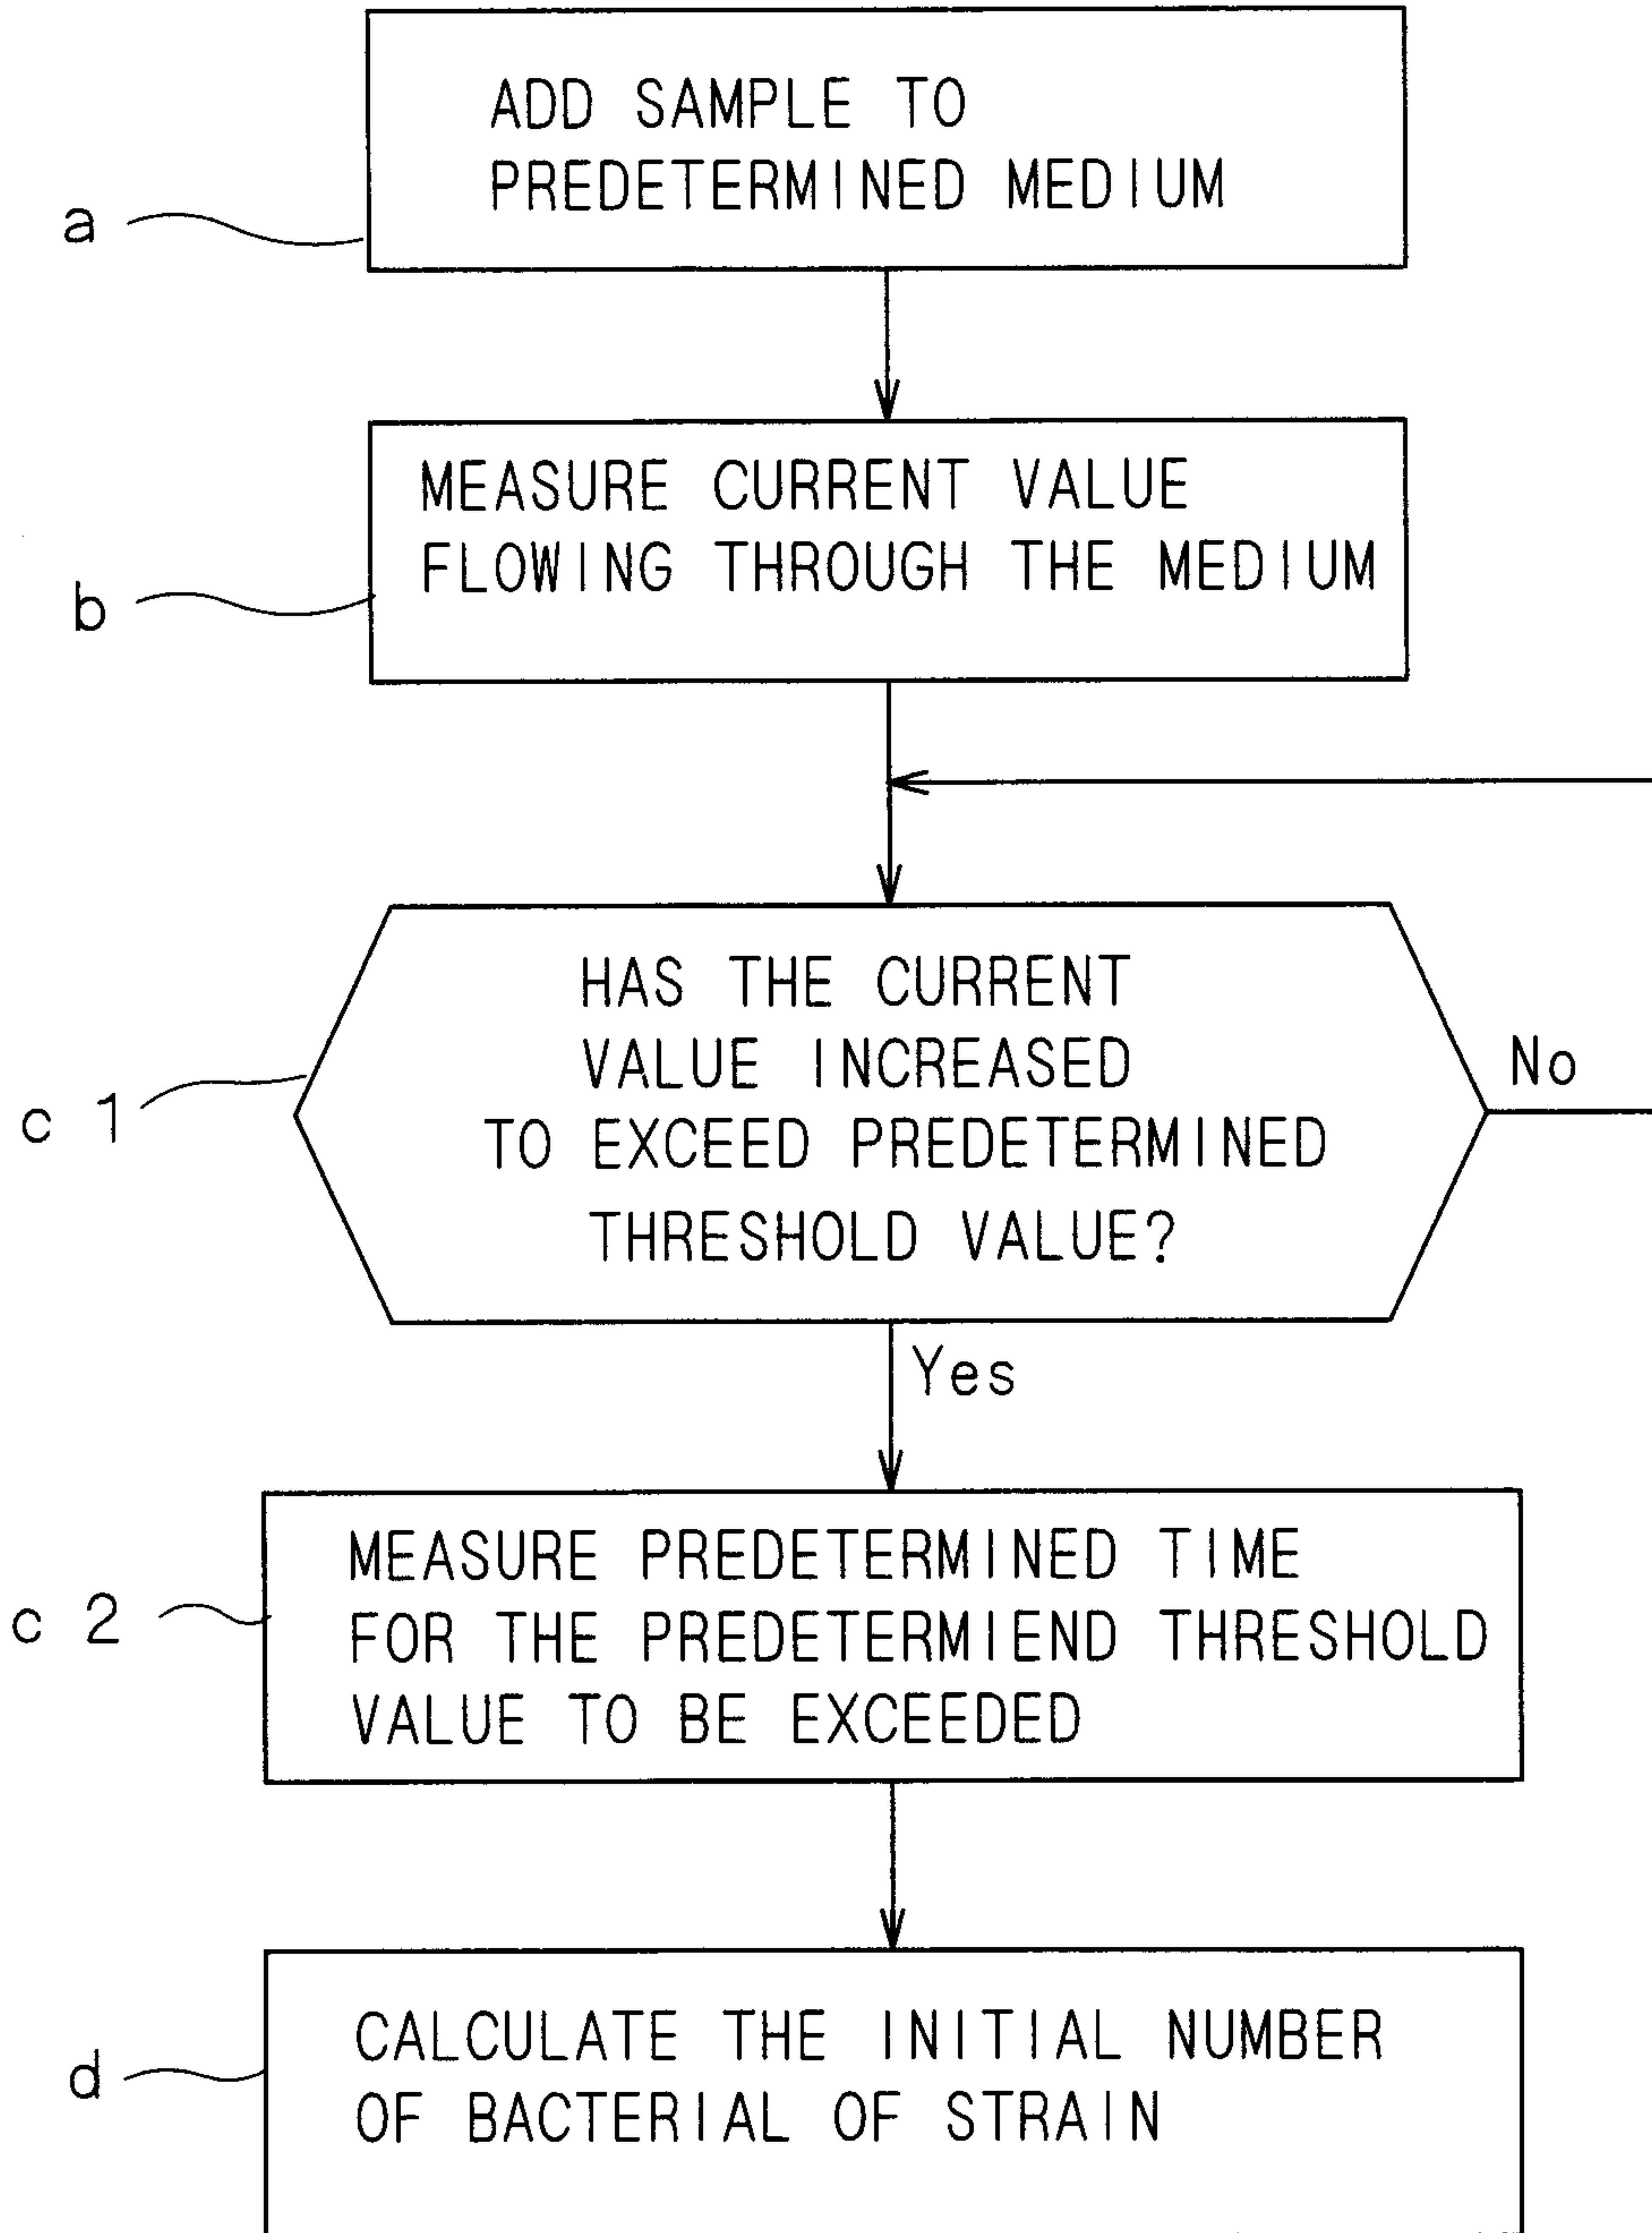 ADD SAMPLE TO
PREDETERMINED MEDIUM
a
MEASURE CURRENT VALUE
FLOWING THROUGH THE MEDIUM
b
HAS THE CURRENT
VALUE INCREASED
TO EXCEED PREDETERMINED
THRESHOLD VALUE?
c 1
No
Yes
MEASURE PREDETERMINED TIME
FOR THE PREDETERMIEND THRESHOLD
VALUE TO BE EXCEEDED
c 2
CALCULATE THE INITIAL NUMBER
OF BACTERIAL OF STRAIN
d